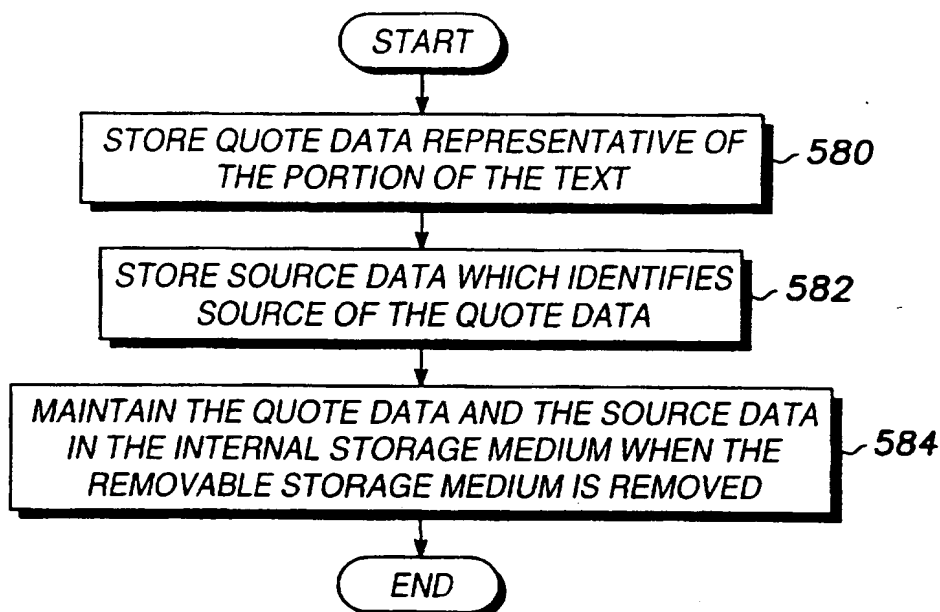 START
STORE QUOTE DATA REPRESENTATIVE OF
THE PORTION OF THE TEXT
580
STORE SOURCE DATA WHICH IDENTIFIES
SOURCE OF THE QUOTE DATA
582
MAINTAIN THE QUOTE DATA AND THE SOURCE DATA
IN THE INTERNAL STORAGE MEDIUM WHEN THE
REMOVABLE STORAGE MEDIUM IS REMOVED
584
END